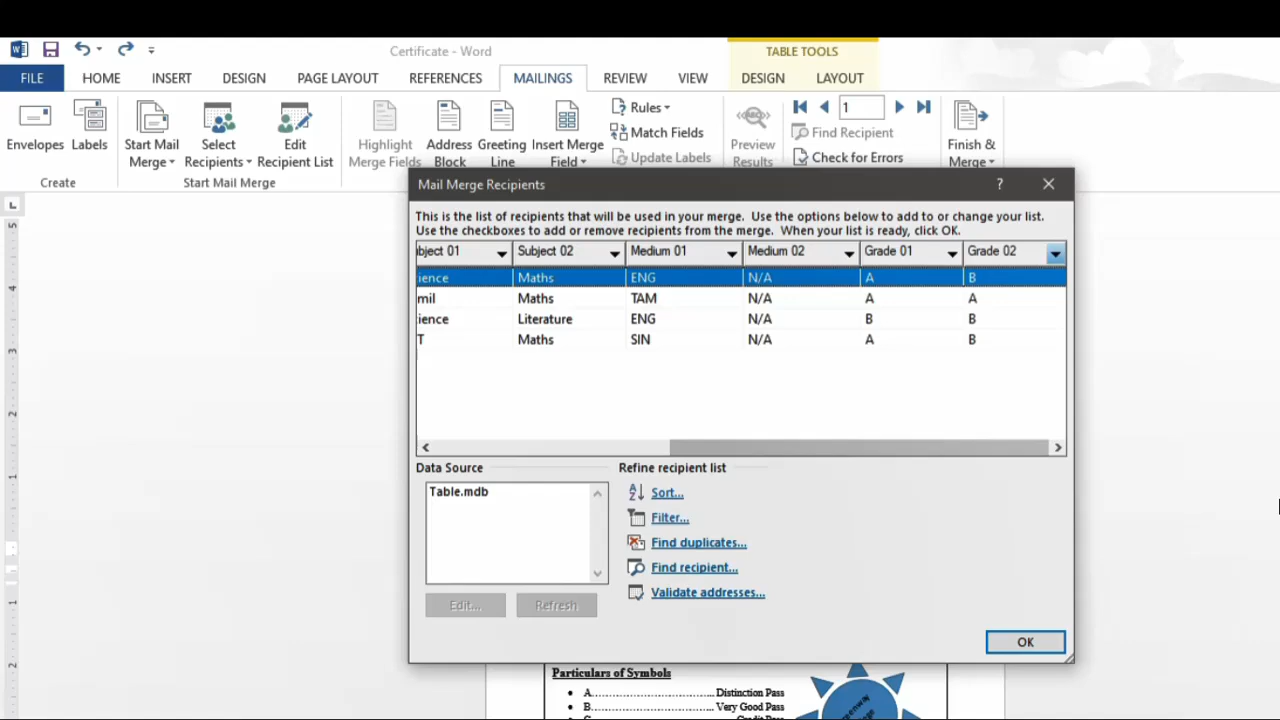 Certificate - Word
TABLE TOOLS
FILE HOME INSERT DESIGN PAGE LAYOUT REFERENCES MAILINGS REVIEW VIEW DESIGN LAYOUT
Envelopes Labels Start Mail Merge Select Recipients Edit Recipient List Highlight Merge Fields Address Block Greeting Line Insert Merge Field
Rules
Match Fields
Update Labels
Preview Results
1
Find Recipient
Check for Errors
Finish & Merge
Create Start Mail Merge
Mail Merge Recipients ?
This is the list of recipients that will be used in your merge. Use the options below to add to or change your list.
Use the checkboxes to add or remove recipients from the merge. When your list is ready, click OK.
bject 01 Subject 02 Medium 01 Medium 02 Grade 01 Grade 02
ience Maths ENG N/A A B
mil Maths TAM N/A A A
ience Literature ENG N/A B B
T Maths SIN N/A A B
Data Source Refine recipient list
Table.mdb
Sort...
Filter...
Find duplicates...
Find recipient...
Validate addresses...
Edit... Refresh
OK
Particulars of Symbols
A............................... Distinction Pass
B............................... Very Good Pass
5
4
3
2
1
1
2